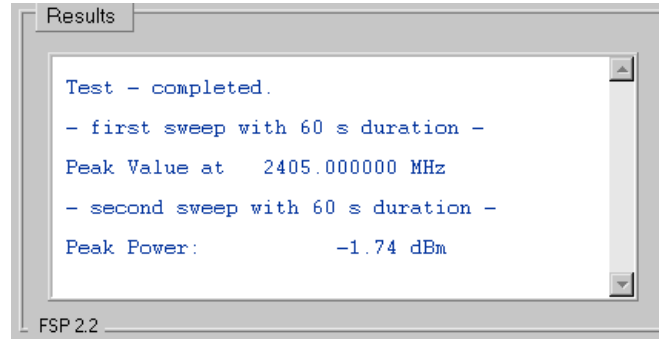 Results
Test - completed.
- first sweep with 60 s duration -
Peak Value at 2405.000000 MHz
- second sweep with 60 s duration -
Peak Power: -1.74 dBm
FSP 2.2